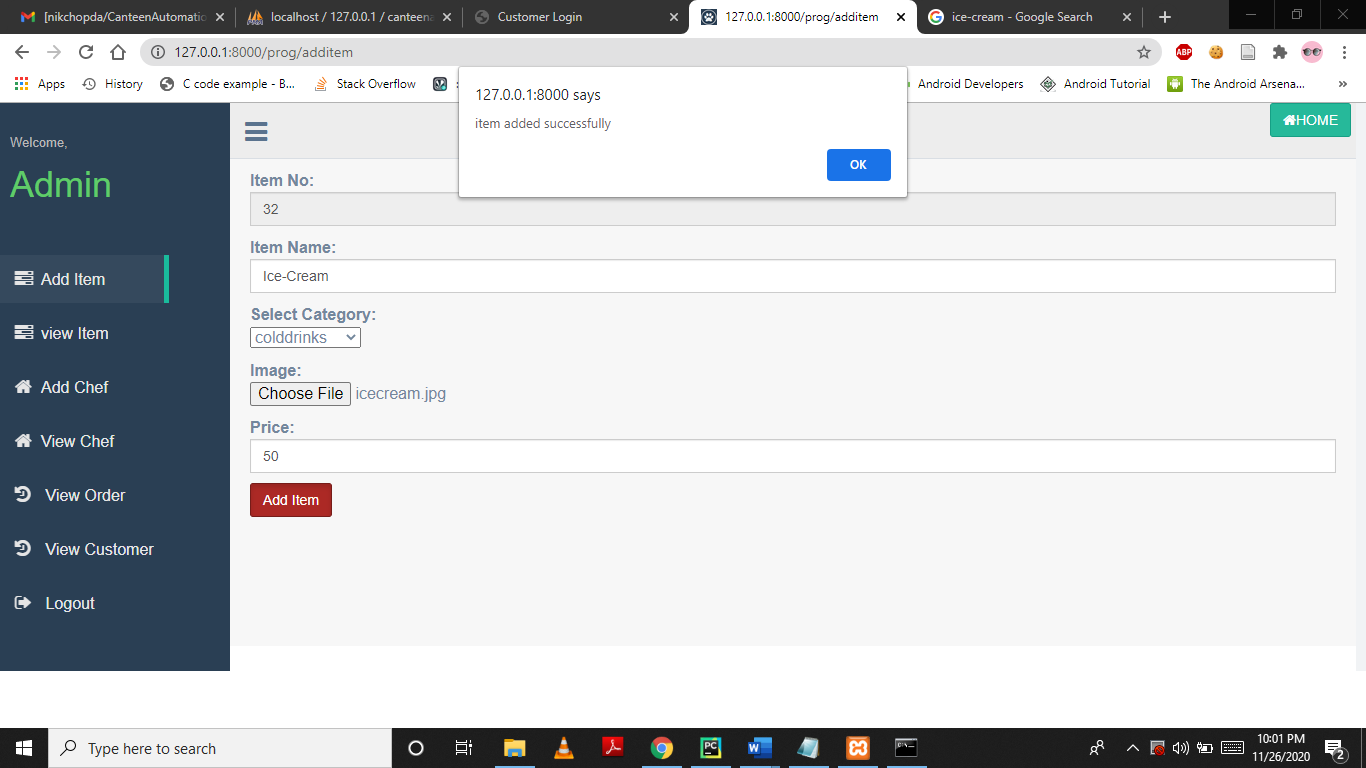 [nikchopda/CanteenAutomatio
localhost / 127.0.0.1 / canteena
Customer Login
127.0.0.1:8000/prog/additem
ice-cream - Google Search
127.0.0.1:8000/prog/additem
ABP
Apps
History
C code example - B...
Stack Overflow
Android Developers
Android Tutorial
The Android Arsena...
»
127.0.0.1:8000 says
item added successfully
OK
HOME
Welcome,
Admin
Add Item
view Item
Add Chef
View Chef
View Order
View Customer
Logout
Item No:
32
Item Name:
Ice-Cream
Select Category:
colddrinks
Image:
Choose File icecream.jpg
Price:
50
Add Item
Type here to search
PC
W
10:01 PM
11/26/2020
2